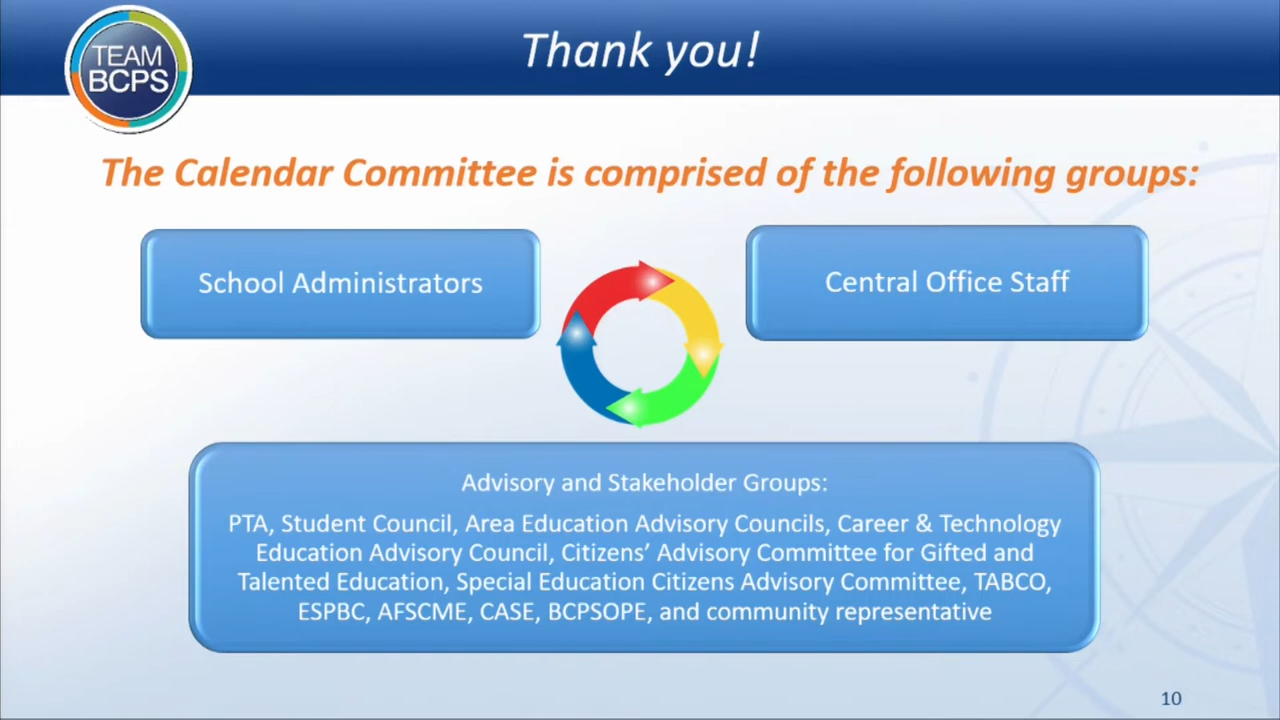 Thank you!
TEAM
BCPS
The Calendar Committee is comprised of the following groups:
School Administrators
Central Office Staff
Advisory and Stakeholder Groups:
PTA, Student Council, Area Education Advisory Councils, Career & Technology
Education Advisory Council, Citizens’ Advisory Committee for Gifted and
Talented Education, Special Education Citizens Advisory Committee, TABCO,
ESPBC, AFSCME, CASE, BCPSOPE, and community representative
10